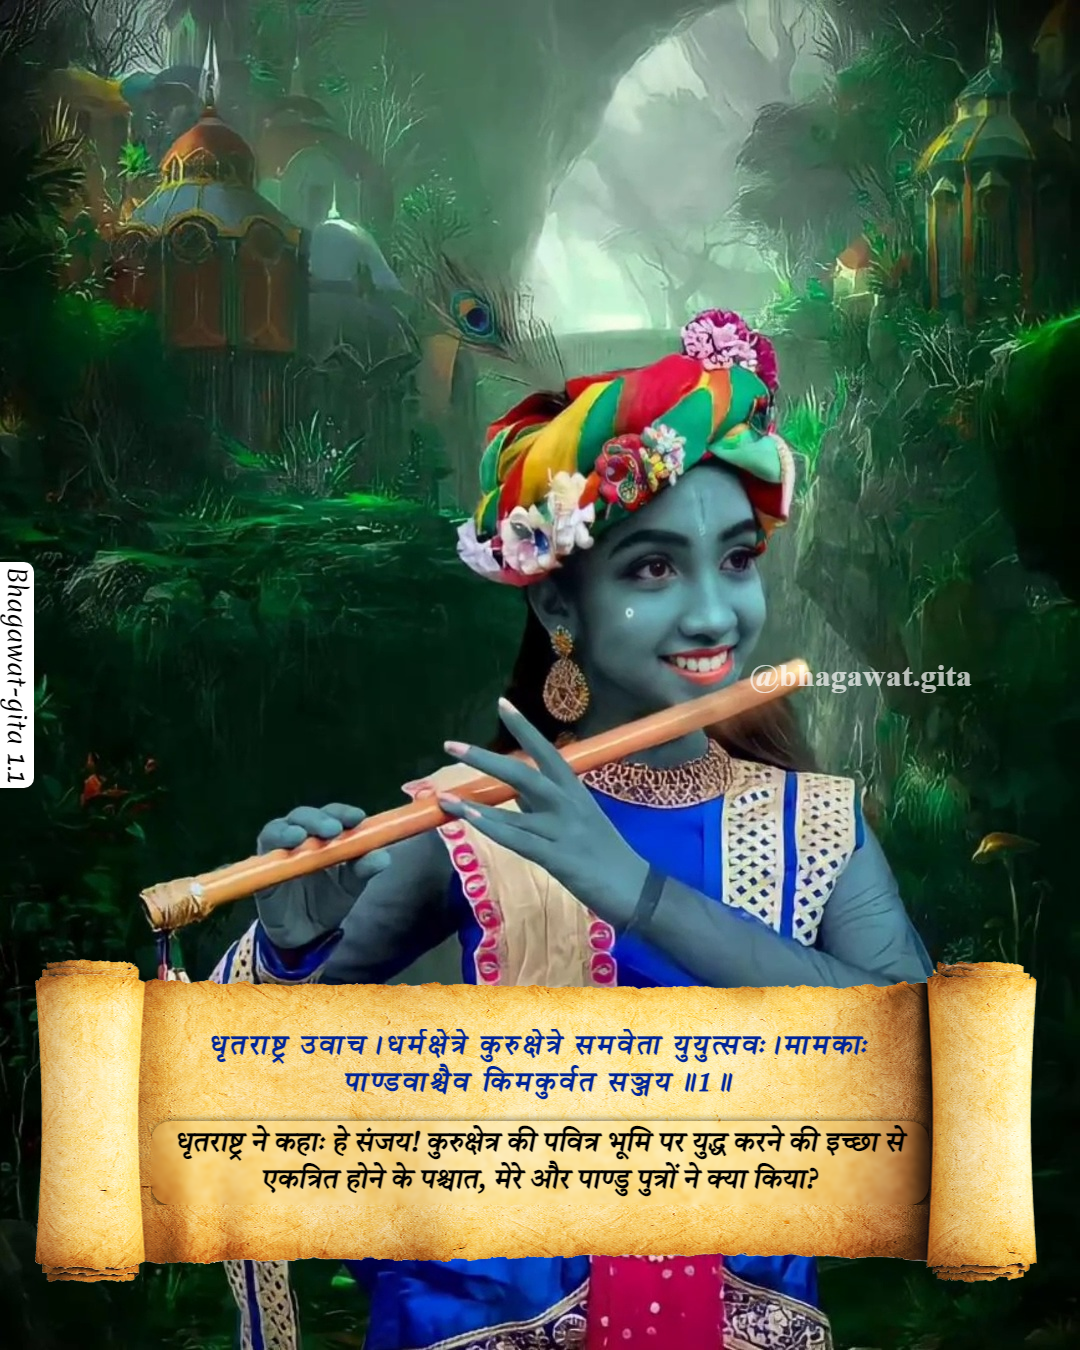 Bhagawat-gita 1.1
@bhagawat.gita
धृतराष्ट्र उवाच।धर्मक्षेत्रे कुरुक्षेत्रे समवेता युयुत्सवः।मामकाः
पाण्डवाश्चैव किमकुर्वत सञ्जय ॥1॥
धृतराष्ट्र ने कहाः हे संजय! कुरुक्षेत्र की पवित्र भूमि पर युद्ध करने की इच्छा से
एकत्रित होने के पश्चात, मेरे और पाण्डु पुत्रों ने क्या किया?